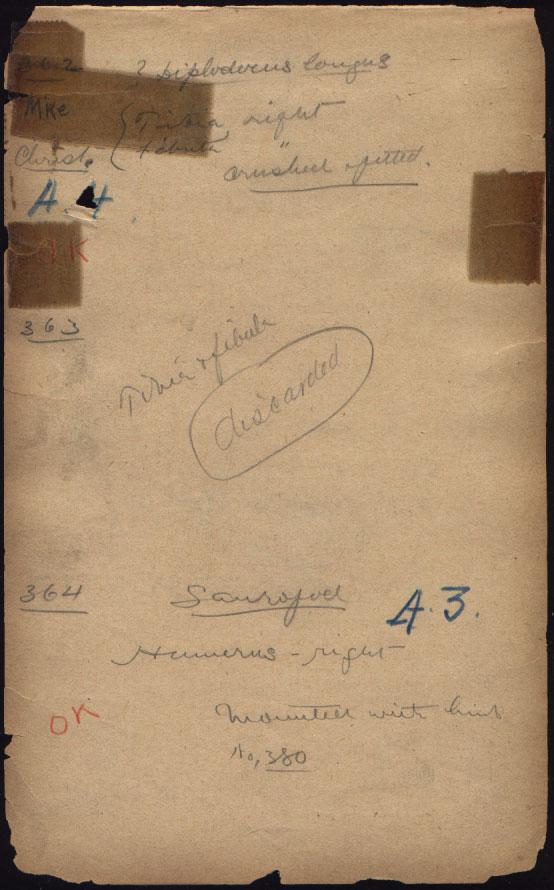 362 ? Diplodocus longus
Mke { Tibia right
Christ. fibula "
crushed & pitted.
A.4.
OK
363
Tibia & fibula
discarded
364 Sauropod A.3.
Humerus - right
OK Mounted with limb
No, 380